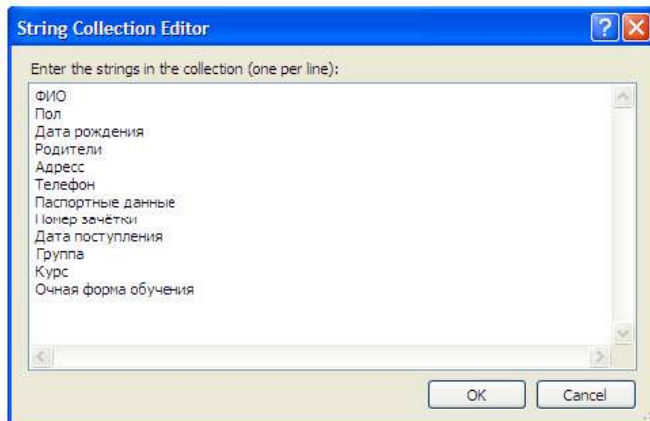 String Collection Editor
Enter the strings in the collection (one per line):
ФИО
Пол
Дата рождения
Родители
Адресс
Телефон
Паспортные данные
Номер зачётки
Дата поступления
Группа
Курс
Очная форма обучения
OK Cancel